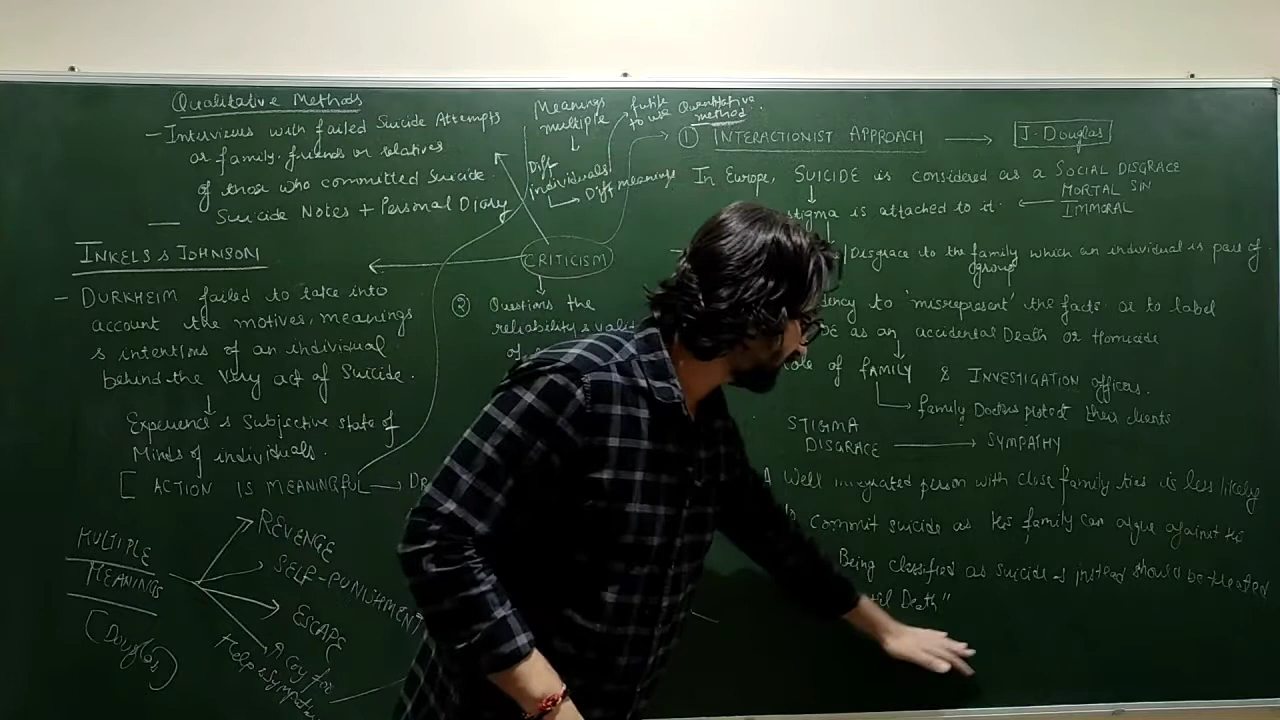 Qualitative Methods
- Interviews with failed Suicide Attempts
or family. friends or relatives
of those who committed Suicide.
Suicide Notes + Personal Diary
INKELS & JOHNSON
- DURKHEIM failed to take into
account the motives, meanings
& intentions of an individual
behind the very act of Suicide.
Experience & Subjective state of
Minds of individuals.
[ ACTION IS MEANINGFUL
MULTIPLE
MEANINGS
(Douglas)
REVENGE
SELF-PUNISHMENT
ESCAPE
A Cry for
Help & Sympathy
Meanings
multiple
Diff
individuals
Diff meanings
futile
to use
Quantitative
method.
CRITICISM
② Questions the
reliability &
① INTERACTIONIST APPROACH
J. Douglas
In Europe, SUICIDE is considered as a SOCIAL DISGRACE
MORTAL SIN
IMMORAL
stigma is attached to it.
Disgrace to the family which an individual is part of.
group
to 'misrepresent' the facts or to label
as an accidental Death or Homicide
of FAMILY & INVESTIGATION officers.
family Doctors protect their clients
STIGMA
DISGRACE
SYMPATHY
A Well integrated person with close family ties is less likely
commit suicide as his family can argue against his
Being classified as suicide & instead should be treated
Death"